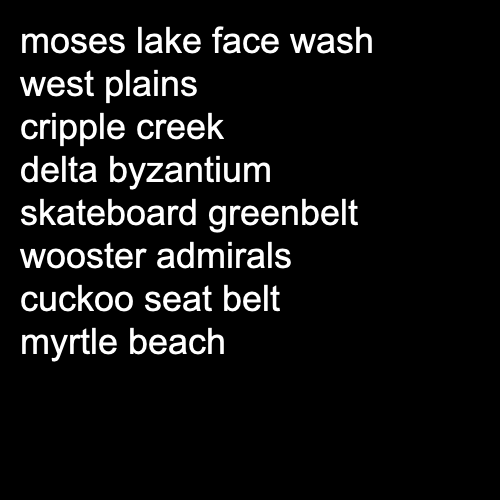 moses lake face wash
west plains
cripple creek
delta byzantium
skateboard greenbelt
wooster admirals
cuckoo seat belt
myrtle beach